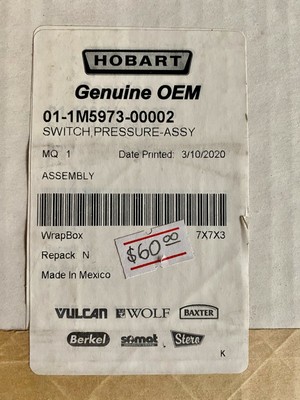 HOBART
Genuine OEM
01-1M5973-00002
SWITCH,PRESSURE-ASSY
MQ 1 Date Printed: 3/10/2020
ASSEMBLY
$60.00
WrapBox 7X7X3
Repack N
Made In Mexico
VULCAN WOLF BAXTER
Berkel somat Stero
K